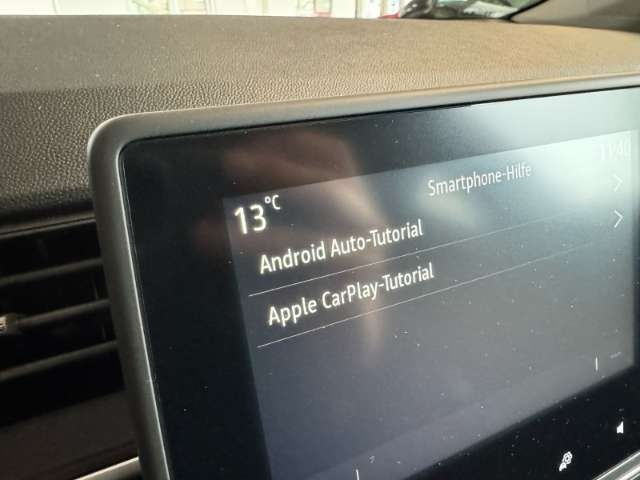 Smartphone-Hilfe
13°C
Android Auto-Tutorial
Apple CarPlay-Tutorial